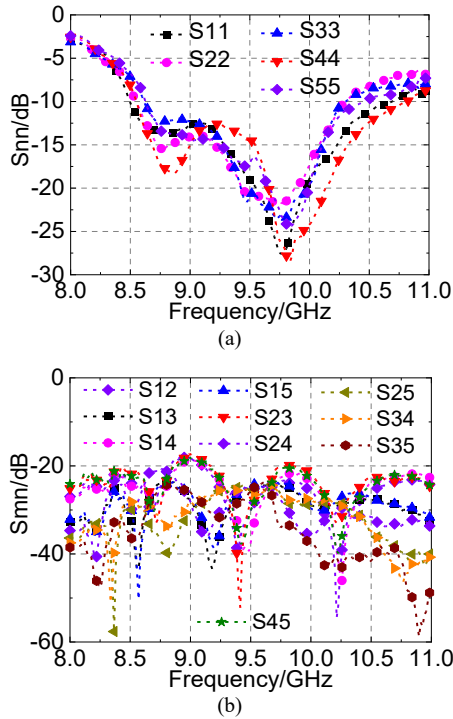 (a)
0
-5
-10
-15
-20
-25
-30
Snn/dB
S11 S33
S22 S44
S55
8.0 8.5 9.0 9.5 10.0 10.5 11.0
Frequency/GHz
(a)
0
-20
-40
-60
Smn/dB
S12 S15 S25
S13 S23 S34
S14 S24 S35
S45
8.0 8.5 9.0 9.5 10.0 10.5 11.0
Frequency/GHz
(b)